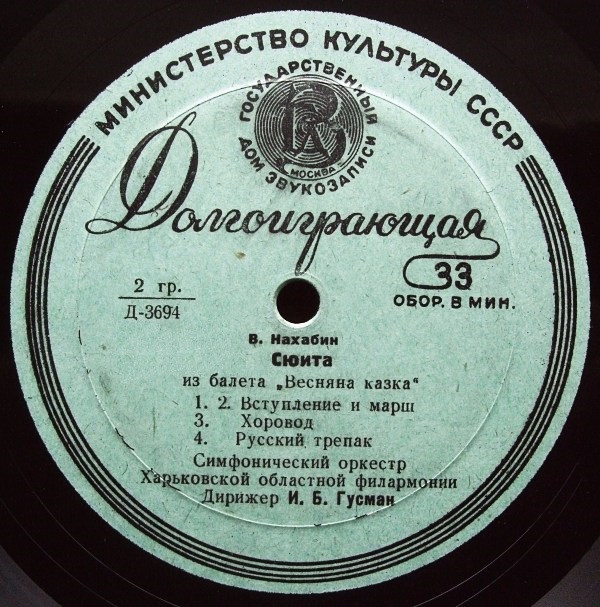 МИНИСТЕРСТВО КУЛЬТУРЫ СССР
ГОСУДАРСТВЕННЫЙ
ДОМ ЗВУКОЗАПИСИ
МОСКВА
Долгоиграющая
33
ОБОР. В МИН.
2 гр.
Д-3694
В. Нахабин
Сюита
из балета „Весняна казка“
1. 2. Вступление и марш
3. Хоровод
4. Русский трепак
Симфонический оркестр
Харьковской областной филармонии
Дирижер И. Б. Гусман